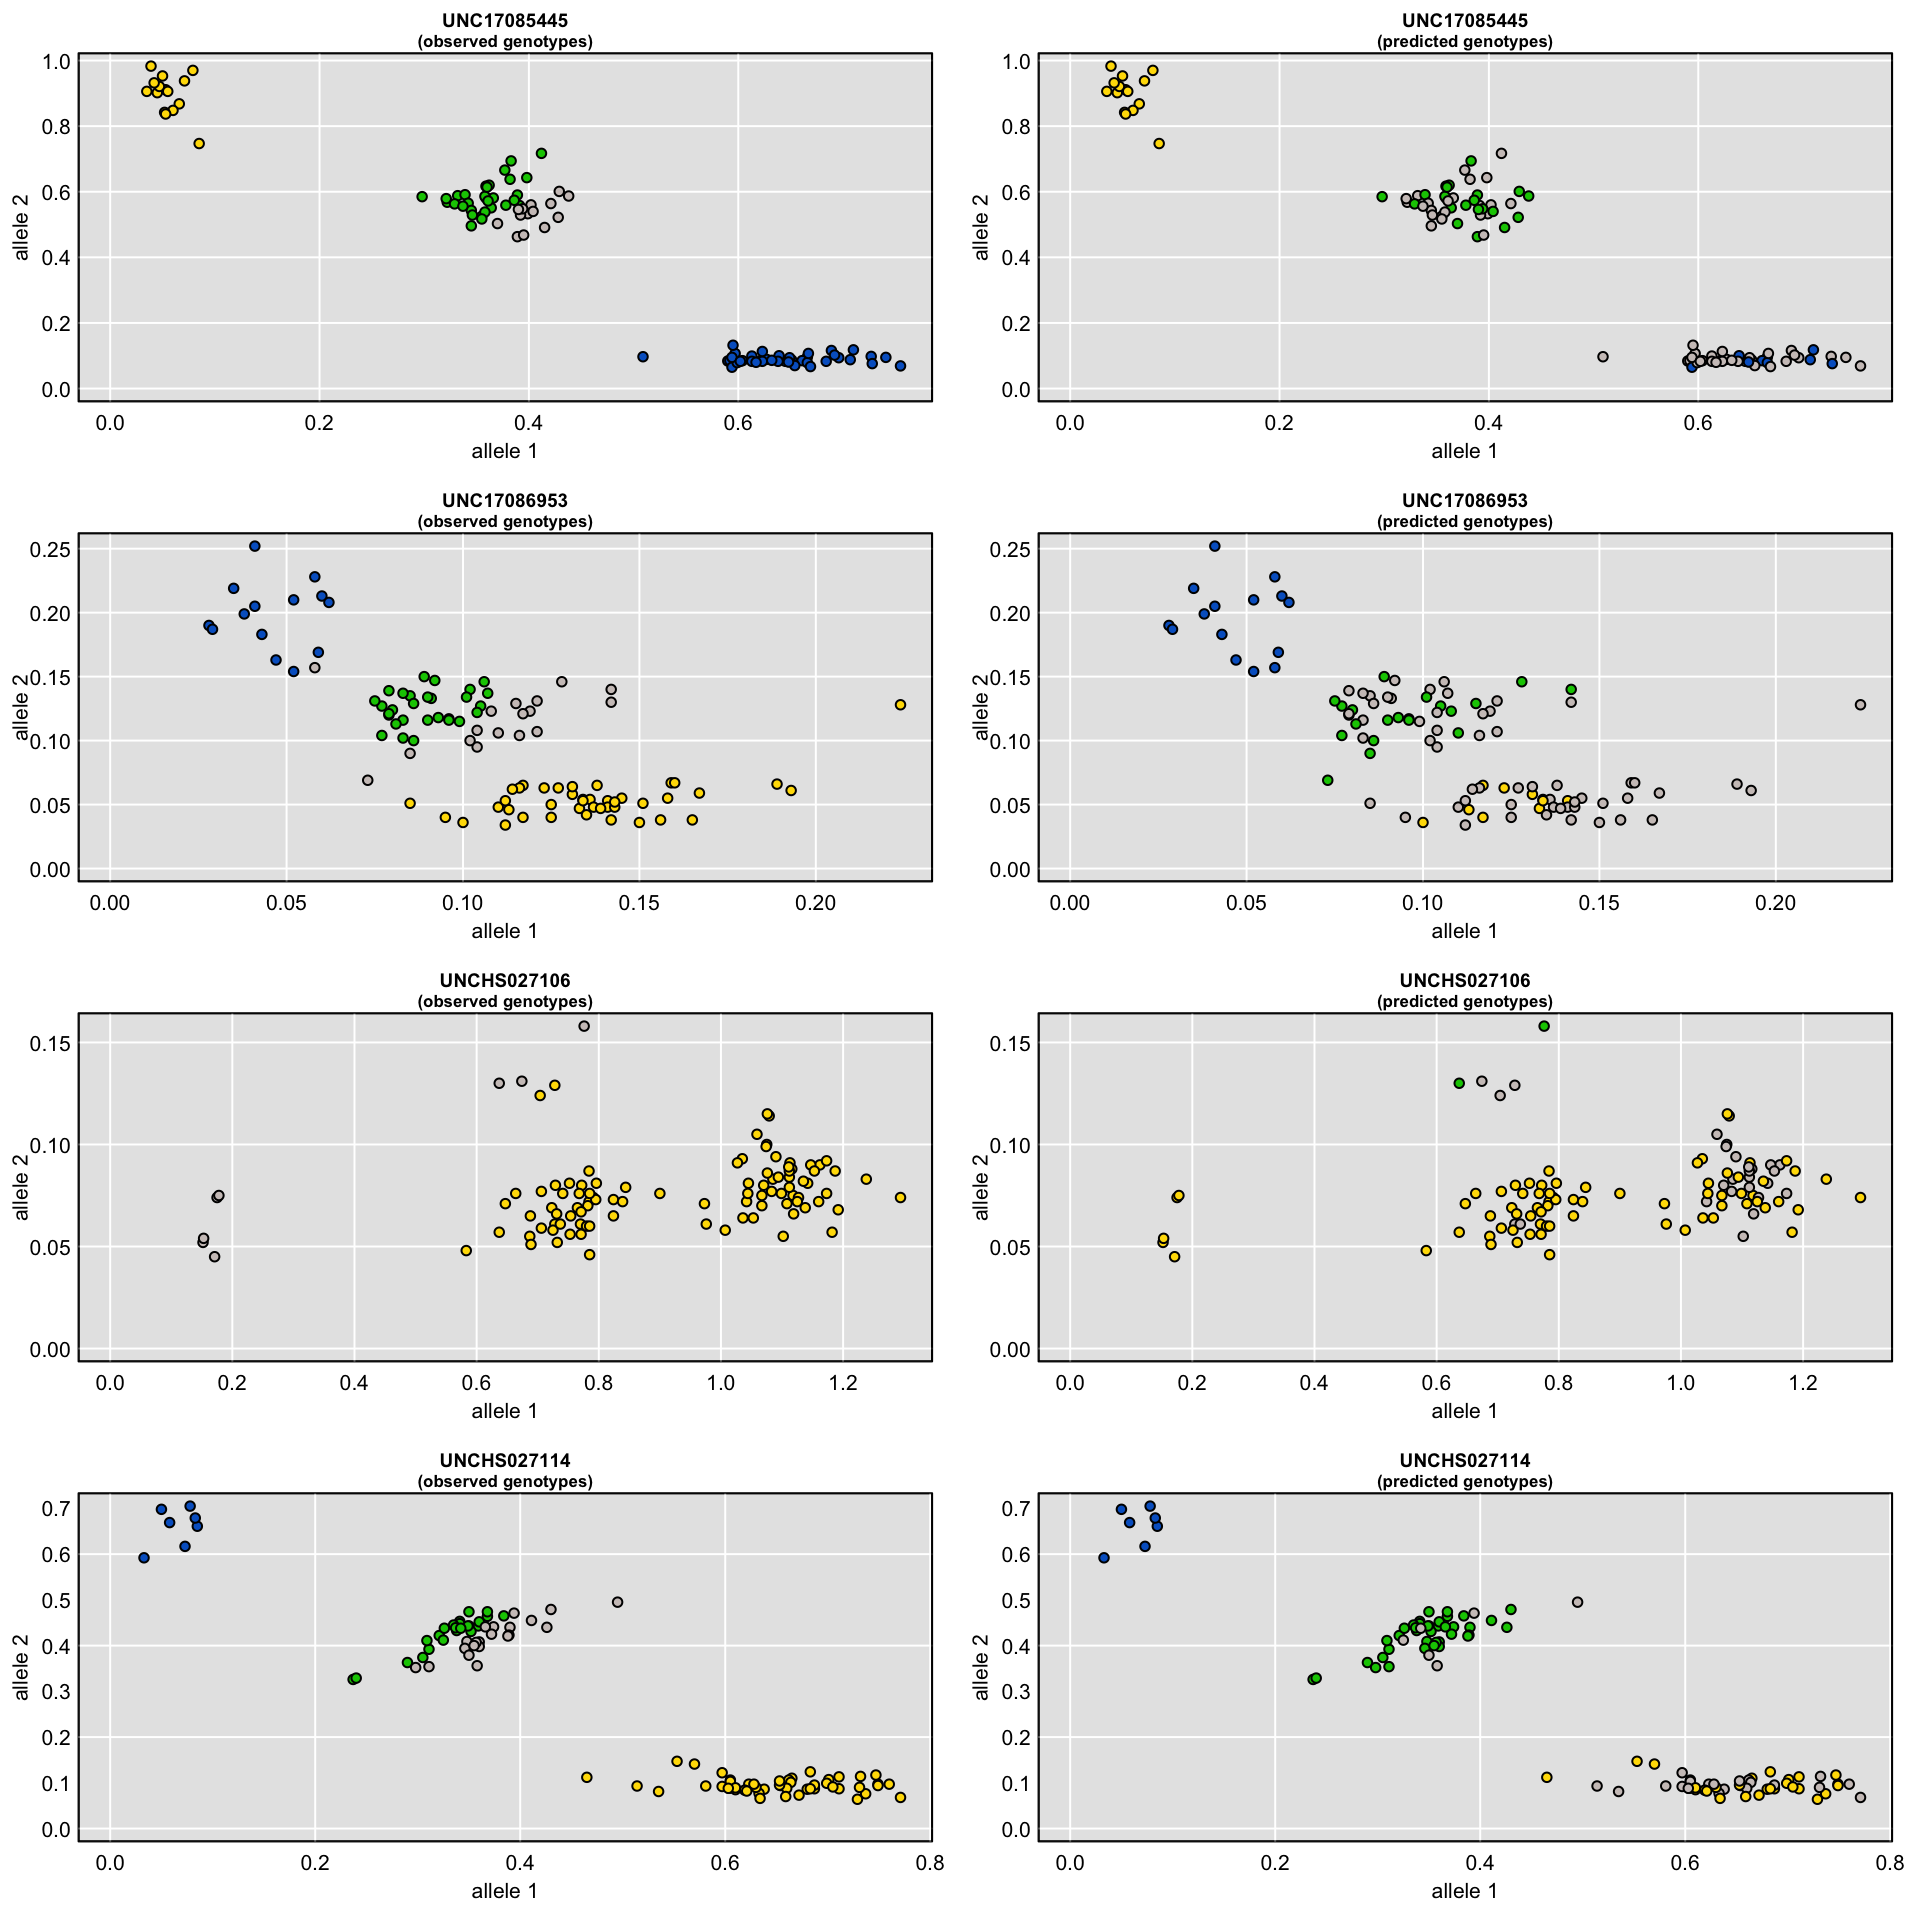 UNC17085445
(observed genotypes)
1.0
0.8
0.6
0.4
0.2
0.0
allele 2
0.0 0.2 0.4 0.6
allele 1
UNC17085445
(predicted genotypes)
1.0
0.8
0.6
0.4
0.2
0.0
allele 2
0.0 0.2 0.4 0.6
allele 1
UNC17086953
(observed genotypes)
0.25
0.20
0.15
0.10
0.05
0.00
allele 2
0.00 0.05 0.10 0.15 0.20
allele 1
UNC17086953
(predicted genotypes)
0.25
0.20
0.15
0.10
0.05
0.00
allele 2
0.00 0.05 0.10 0.15 0.20
allele 1
UNCHS027106
(observed genotypes)
0.15
0.10
0.05
0.00
allele 2
0.0 0.2 0.4 0.6 0.8 1.0 1.2
allele 1
UNCHS027106
(predicted genotypes)
0.15
0.10
0.05
0.00
allele 2
0.0 0.2 0.4 0.6 0.8 1.0 1.2
allele 1
UNCHS027114
(observed genotypes)
0.7
0.6
0.5
0.4
0.3
0.2
0.1
0.0
allele 2
0.0 0.2 0.4 0.6 0.8
allele 1
UNCHS027114
(predicted genotypes)
0.7
0.6
0.5
0.4
0.3
0.2
0.1
0.0
allele 2
0.0 0.2 0.4 0.6 0.8
allele 1